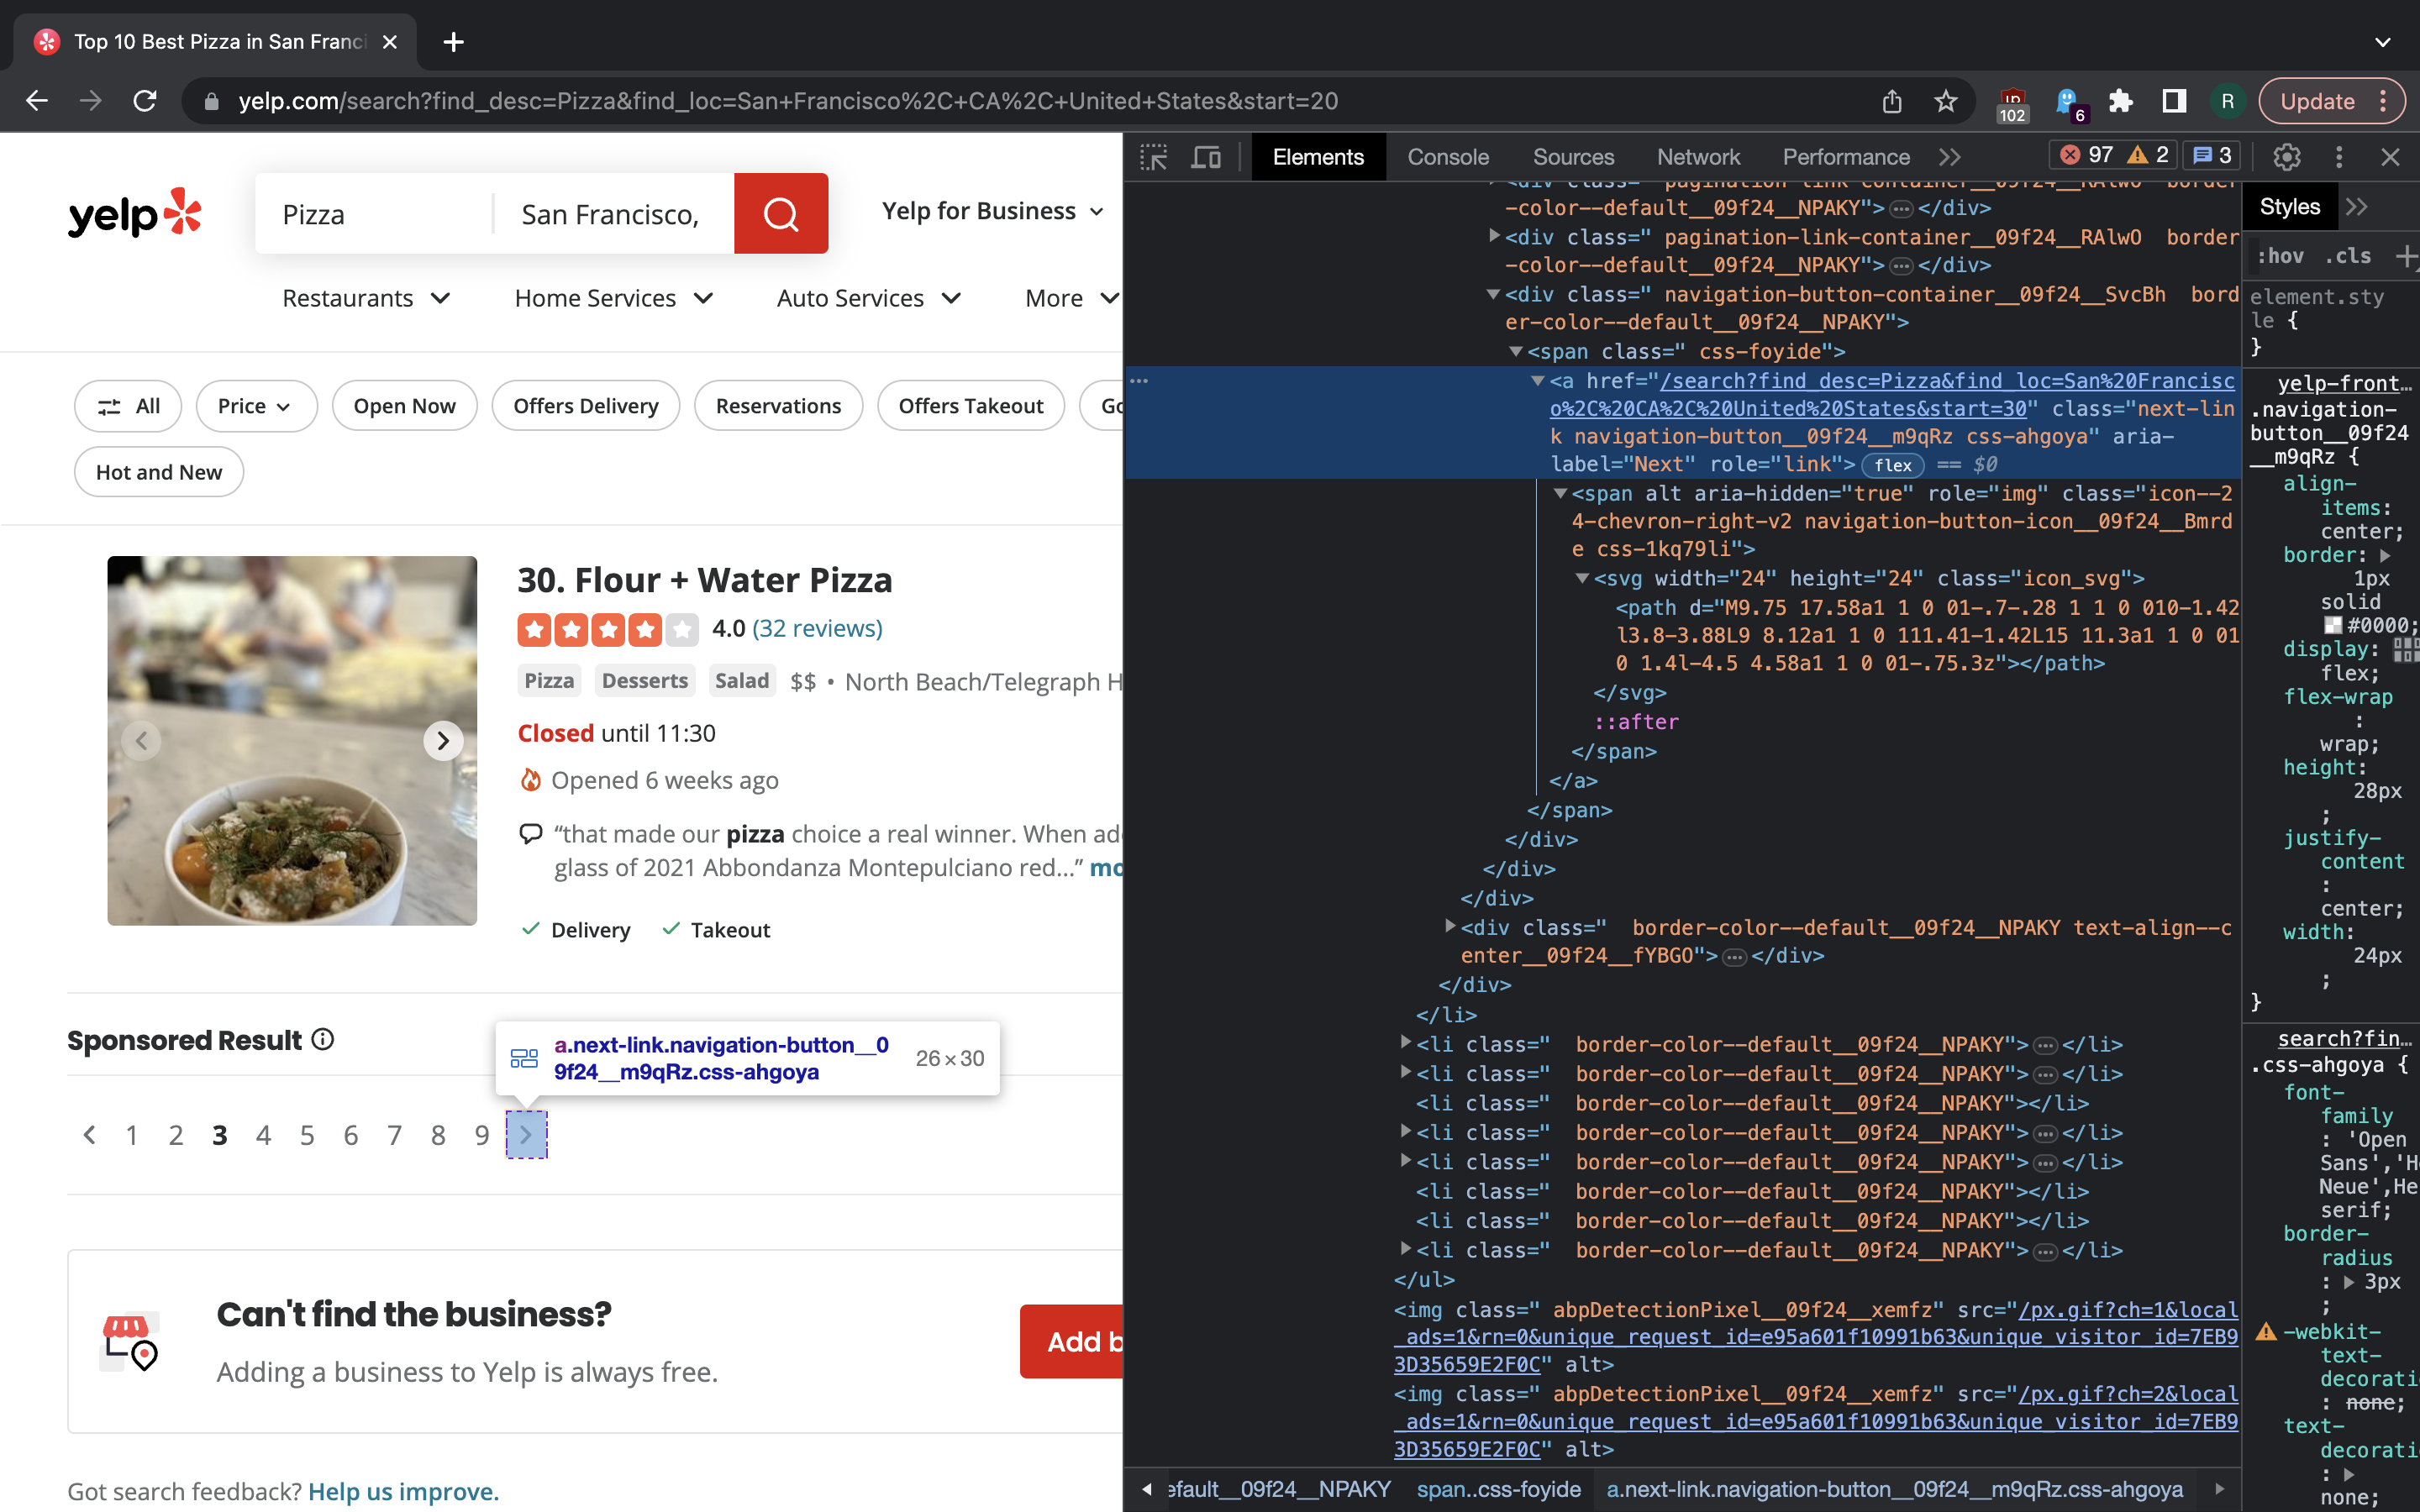 Top 10 Best Pizza in San Franci
yelp.com/search?find_desc=Pizza&find_loc=San+Francisco%2C+CA%2C+United+States&start=20
102
6
R
Update
yelp
Pizza
San Francisco,
Yelp for Business
Restaurants
Home Services
Auto Services
More
All
Price
Open Now
Offers Delivery
Reservations
Offers Takeout
Hot and New
30. Flour + Water Pizza
4.0 (32 reviews)
Pizza Desserts Salad $$ • North Beach/Telegraph H
Closed until 11:30
Opened 6 weeks ago
“that made our pizza choice a real winner. When ad
glass of 2021 Abbondanza Montepulciano red...” mo
Delivery
Takeout
Sponsored Result
a.next-link.navigation-button__0
9f24__m9qRz.css-ahgoya
26×30
1 2 3 4 5 6 7 8 9
Can't find the business?
Adding a business to Yelp is always free.
Add b
Got search feedback? Help us improve.
Elements Console Sources Network Performance
97 2 3
<div class=" pagination-link-container__09f24__RAlwO  border
-color--default__09f24__NPAKY">…</div>
<div class=" pagination-link-container__09f24__RAlwO  border
-color--default__09f24__NPAKY">…</div>
<div class=" navigation-button-container__09f24__SvcBh  bord
er-color--default__09f24__NPAKY">
<span class=" css-foyide">
<a href="/search?find_desc=Pizza&find_loc=San%20Francisc
o%2C%20CA%2C%20United%20States&start=30" class="next-lin
k navigation-button__09f24__m9qRz css-ahgoya" aria-
label="Next" role="link"> flex == $0
<span alt aria-hidden="true" role="img" class="icon--2
4-chevron-right-v2 navigation-button-icon__09f24__Bmrd
e css-1kq79li">
<svg width="24" height="24" class="icon_svg">
<path d="M9.75 17.58a1 1 0 01-.7-.28 1 1 0 010-1.42
l3.8-3.88L9 8.12a1 1 0 111.41-1.42L15 11.3a1 1 0 01
0 1.4l-4.5 4.58a1 1 0 01-.75.3z"></path>
</svg>
::after
</span>
</a>
</span>
</div>
</div>
</div>
<div class="  border-color--default__09f24__NPAKY text-align--c
enter__09f24__fYBGO">…</div>
</div>
</li>
<li class="  border-color--default__09f24__NPAKY">…</li>
<li class="  border-color--default__09f24__NPAKY">…</li>
<li class="  border-color--default__09f24__NPAKY"></li>
<li class="  border-color--default__09f24__NPAKY">…</li>
<li class="  border-color--default__09f24__NPAKY">…</li>
<li class="  border-color--default__09f24__NPAKY"></li>
<li class="  border-color--default__09f24__NPAKY"></li>
<li class="  border-color--default__09f24__NPAKY">…</li>
</ul>
<img class=" abpDetectionPixel__09f24__xemfz" src="/px.gif?ch=1&local
_ads=1&rn=0&unique_request_id=e95a601f10991b63&unique_visitor_id=7EB9
3D35659E2F0C" alt>
<img class=" abpDetectionPixel__09f24__xemfz" src="/px.gif?ch=2&local
_ads=1&rn=0&unique_request_id=e95a601f10991b63&unique_visitor_id=7EB9
3D35659E2F0C" alt>
efault__09f24__NPAKY span..css-foyide a.next-link.navigation-button__09f24__m9qRz.css-ahgoya
Styles
:hov .cls
element.sty
le {
}
yelp-front…
.navigation-
button__09f24
__m9qRz {
align-
items:
center;
border:
1px
solid
#0000;
display:
flex;
flex-wrap
:
wrap;
height:
28px
;
justify-
content
:
center;
width:
24px
;
}
search?fin…
.css-ahgoya {
font-
family
: 'Open
Sans','He
Neue',He
serif;
border-
radius
: 3px
;
-webkit-
text-
decorati
: none;
text-
decorati
:
none;